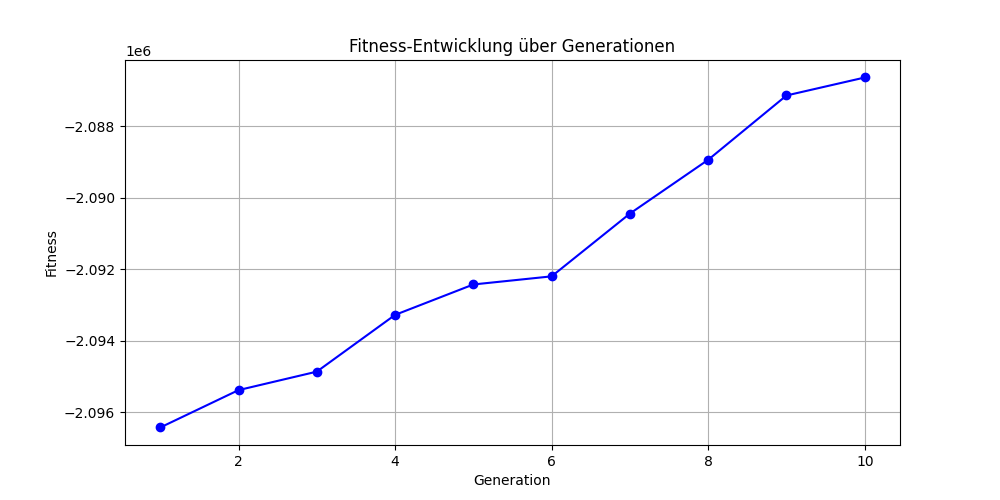 Fitness-Entwicklung über Generationen
1e6
−2.088
−2.090
−2.092
−2.094
−2.096
Fitness
2 4 6 8 10
Generation